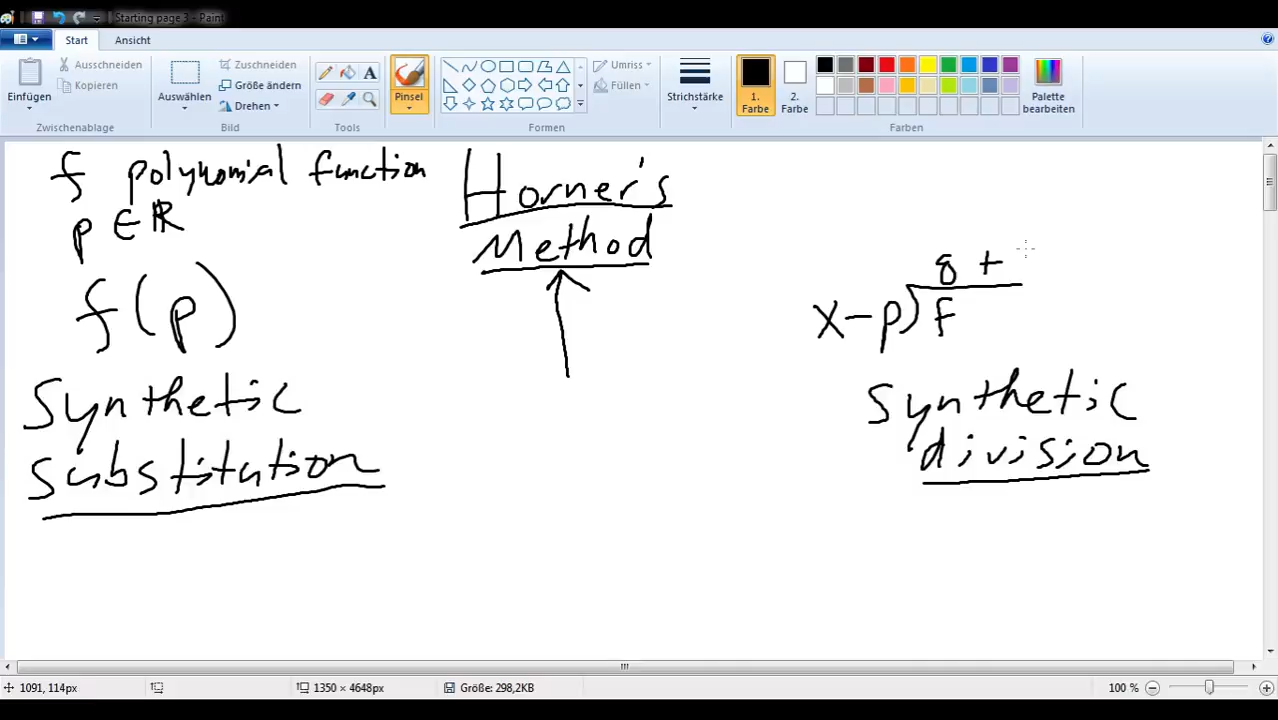 Starting page 3 - Paint
Start
Ansicht
Einfügen
Ausschneiden
Kopieren
Zwischenablage
Auswählen
Zuschneiden
Größe ändern
Drehen
Bild
A
Tools
Pinsel
Umriss
Füllen
Formen
Strichstärke
1. Farbe
2. Farbe
Palette bearbeiten
Farben
f polynomial function
p ∈ ℝ
f(p)
Synthetic
substitution
Horner's
Method
g +
x-p) f
Synthetic
division
1091, 114px
1350 × 4648px
Größe: 298,2KB
100 %